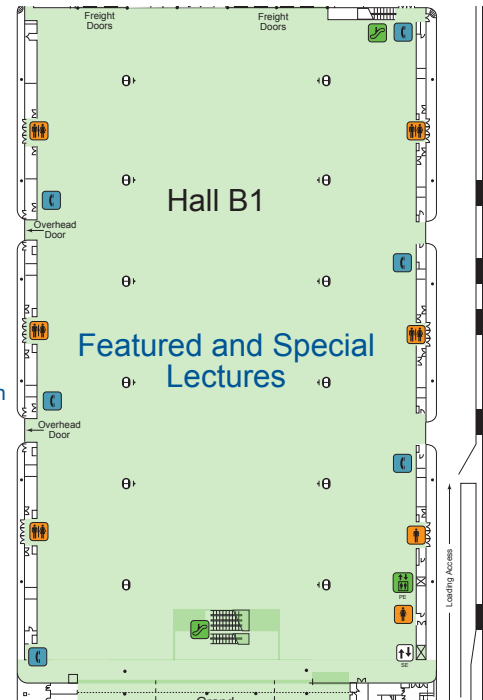 Freight
Doors
Freight
Doors
Hall B1
Overhead
Door
Featured and Special
Lectures
Overhead
Door
Loading Access
PE
SE